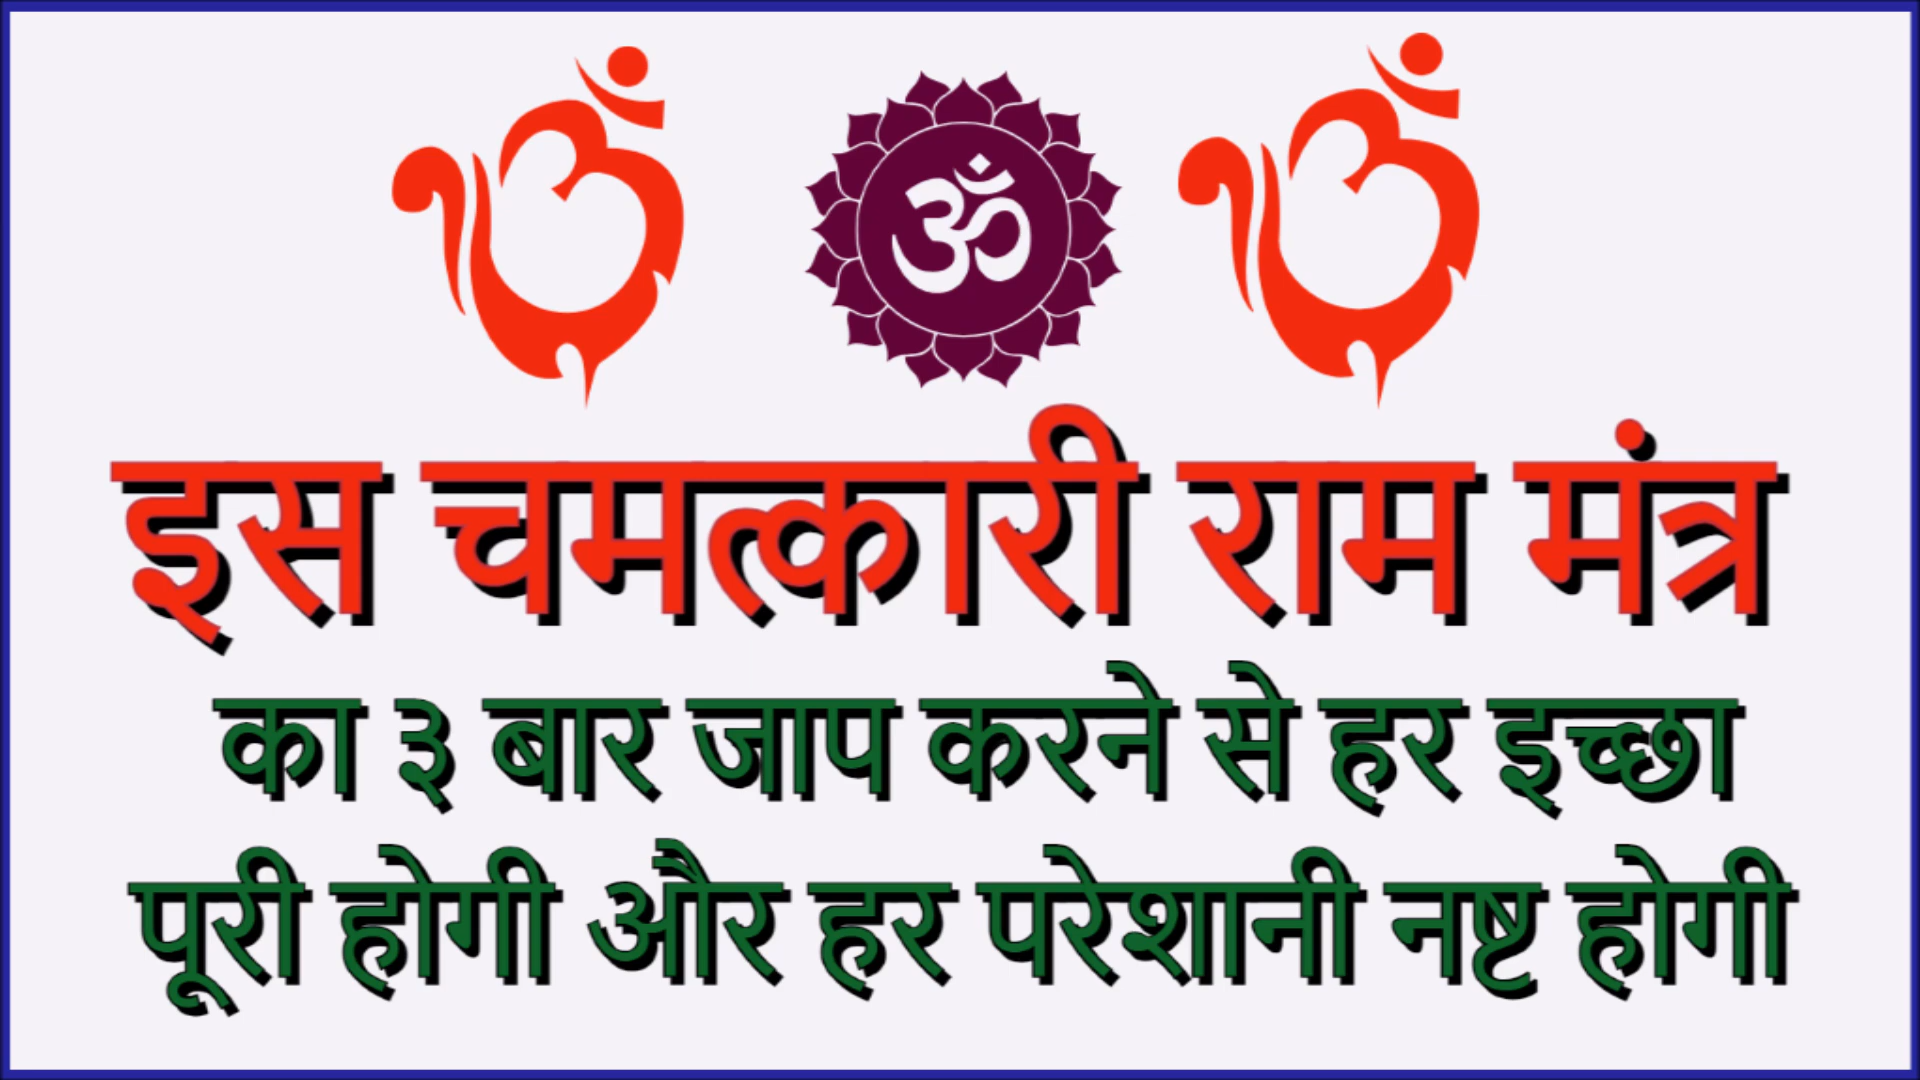 ॐ
इस चमत्कारी राम मंत्र
का ३ बार जाप करने से हर इच्छा
पूरी होगी और हर परेशानी नष्ट होगी